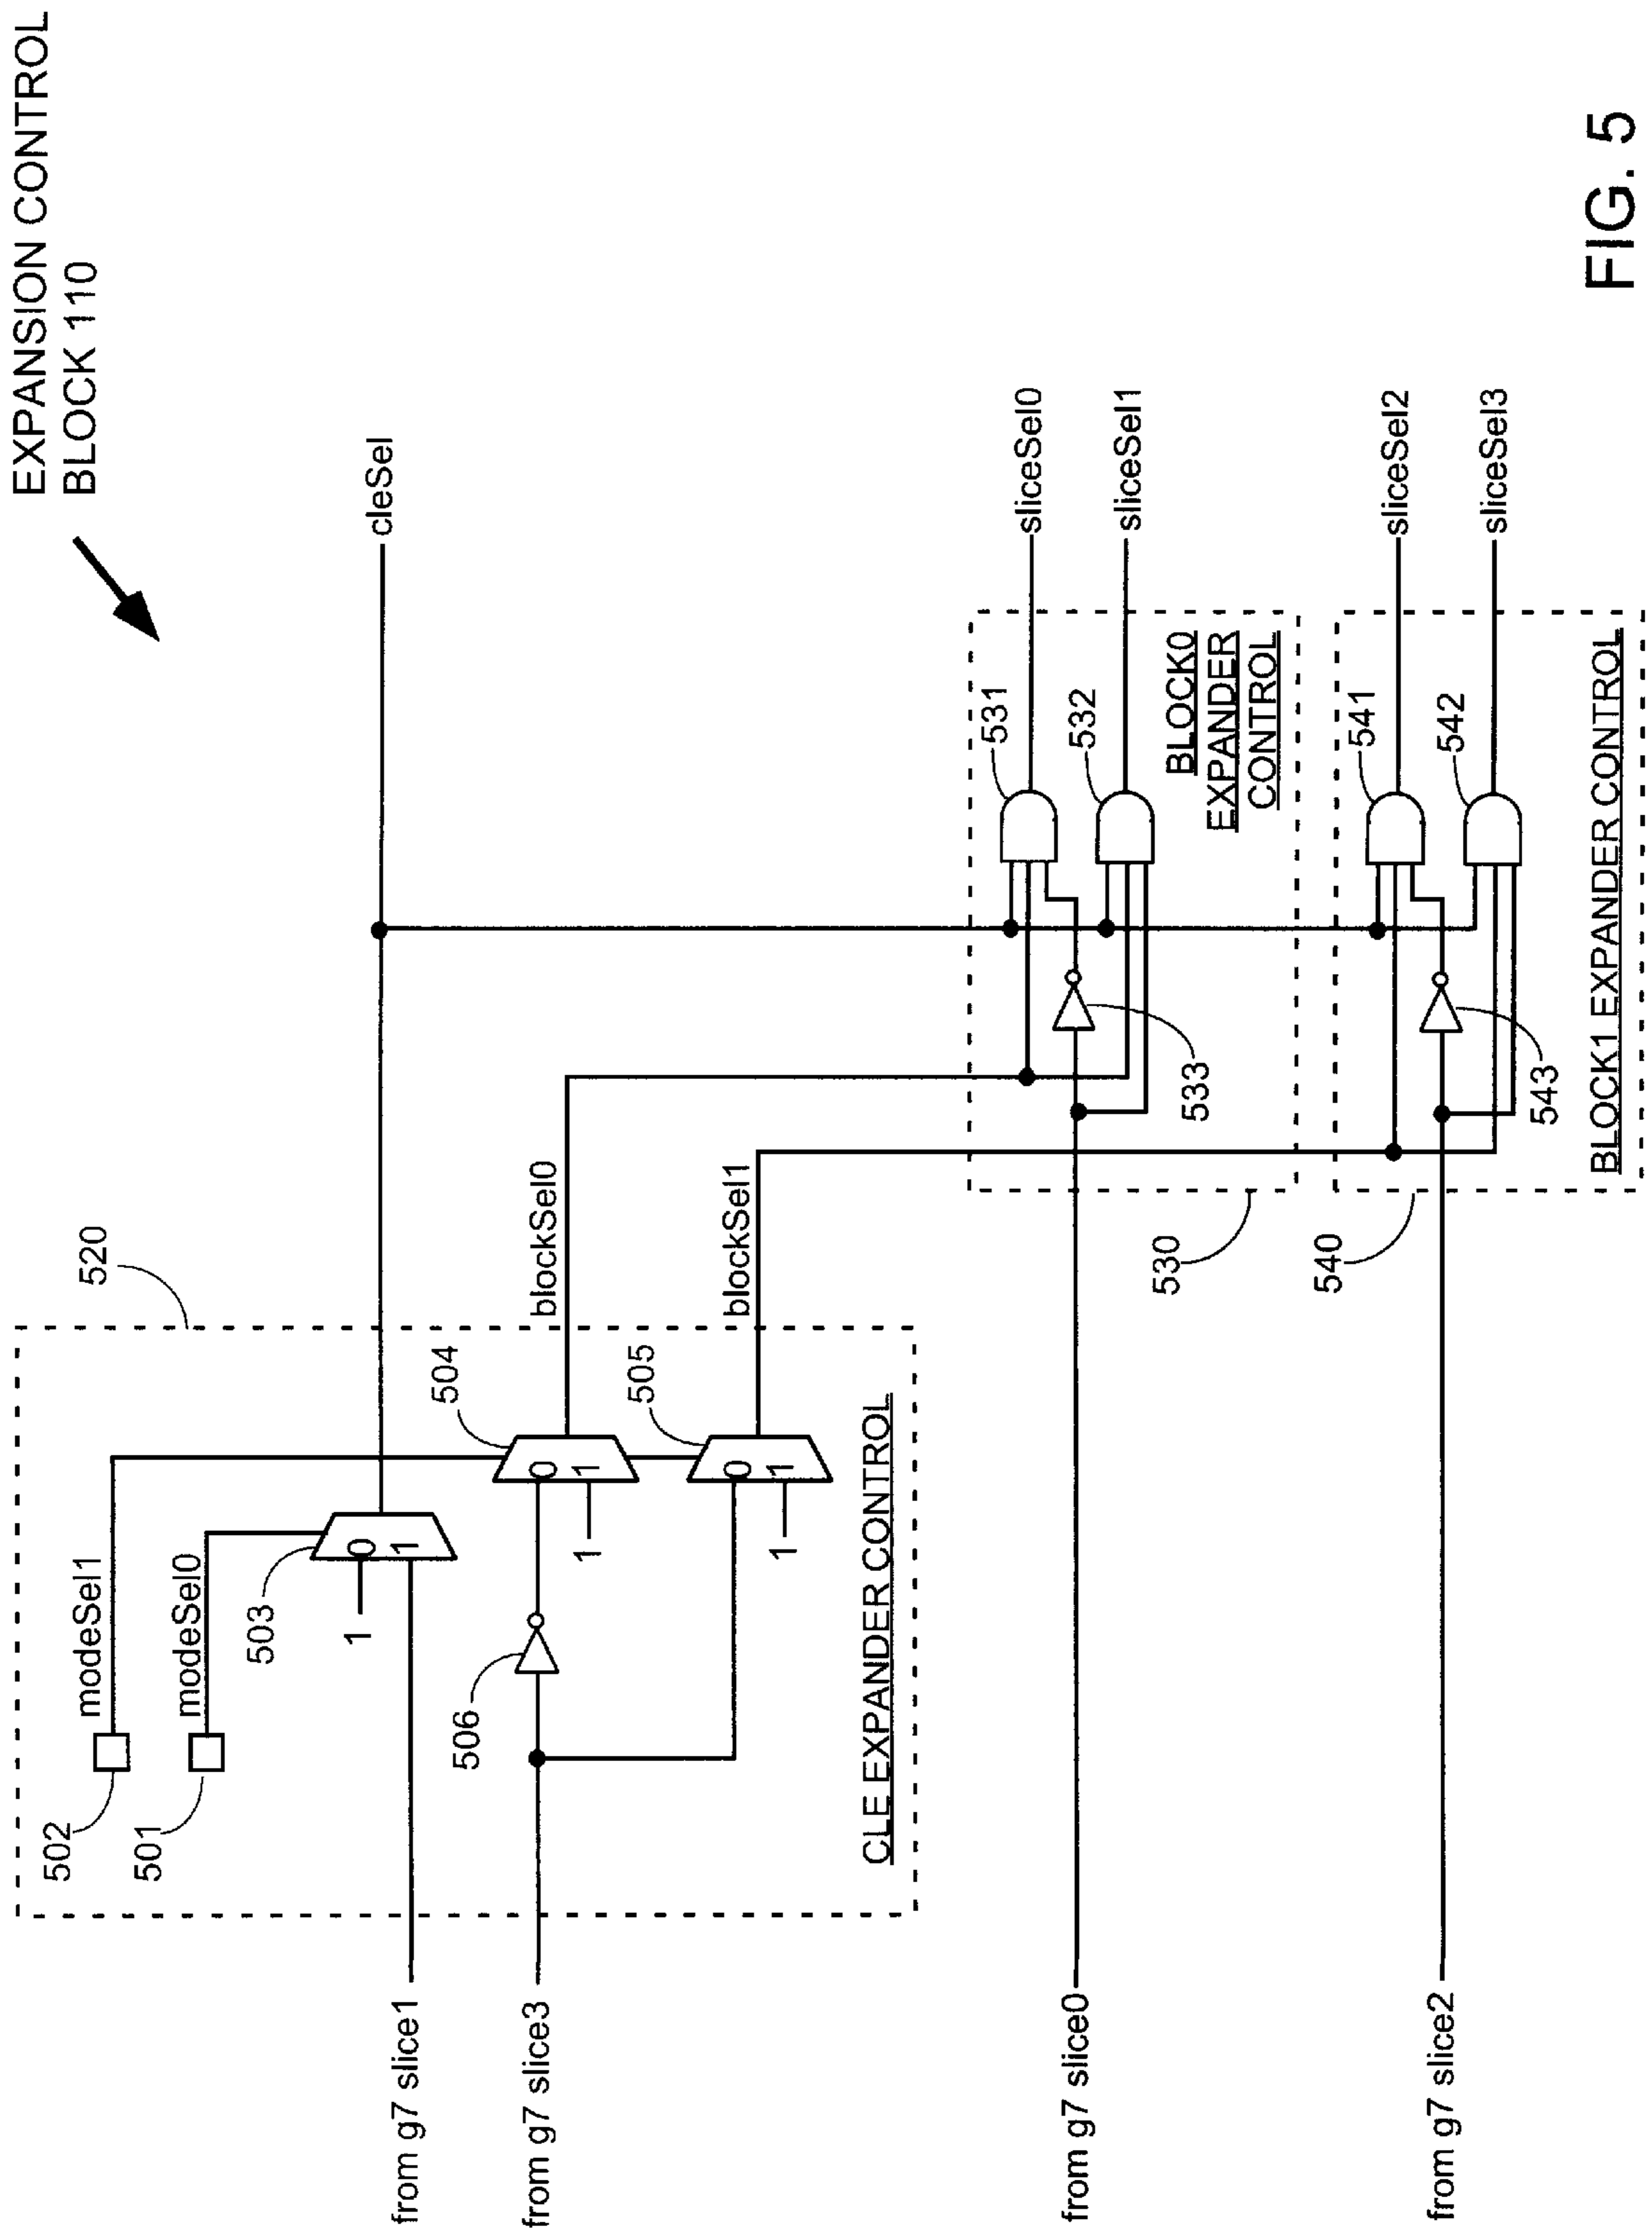 EXPANSION CONTROL
BLOCK 110
520
502
modeSel1
501
modeSel0
503
0
1
1
cleSel
from g7 slice1
504
0
1
1
blockSel0
506
from g7 slice3
505
0
1
1
blockSel1
CLE EXPANDER CONTROL
531
sliceSel0
532
sliceSel1
533
BLOCK0
EXPANDER
CONTROL
530
from g7 slice0
541
sliceSel2
542
sliceSel3
543
BLOCK1 EXPANDER CONTROL
540
from g7 slice2
FIG. 5